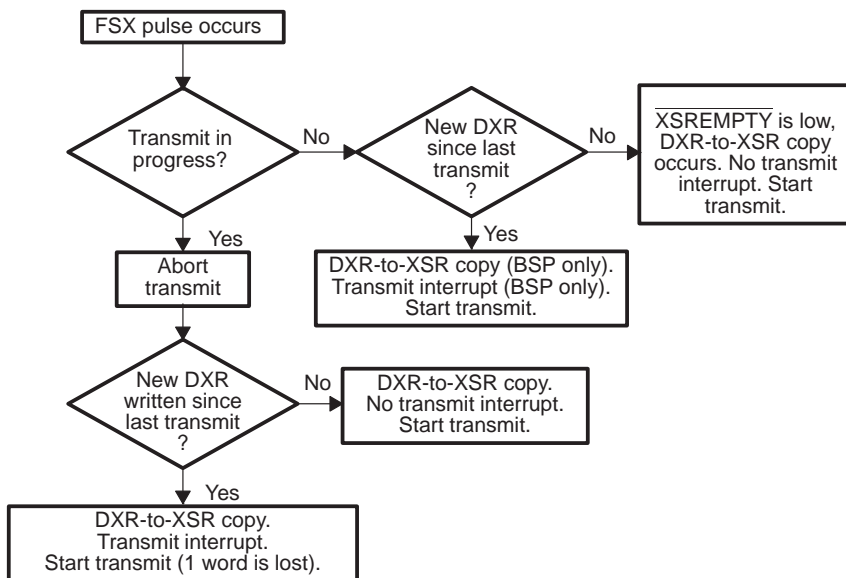 FSX pulse occurs
Transmit in
progress?
No
New DXR
since last
transmit
?
No
XSREMPTY is low,
DXR-to-XSR copy
occurs. No transmit
interrupt. Start
transmit.
Yes
DXR-to-XSR copy (BSP only).
Transmit interrupt (BSP only).
Start transmit.
Yes
Abort
transmit
New DXR
written since
last transmit
?
No
DXR-to-XSR copy.
No transmit interrupt.
Start transmit.
Yes
DXR-to-XSR copy.
Transmit interrupt.
Start transmit (1 word is lost).